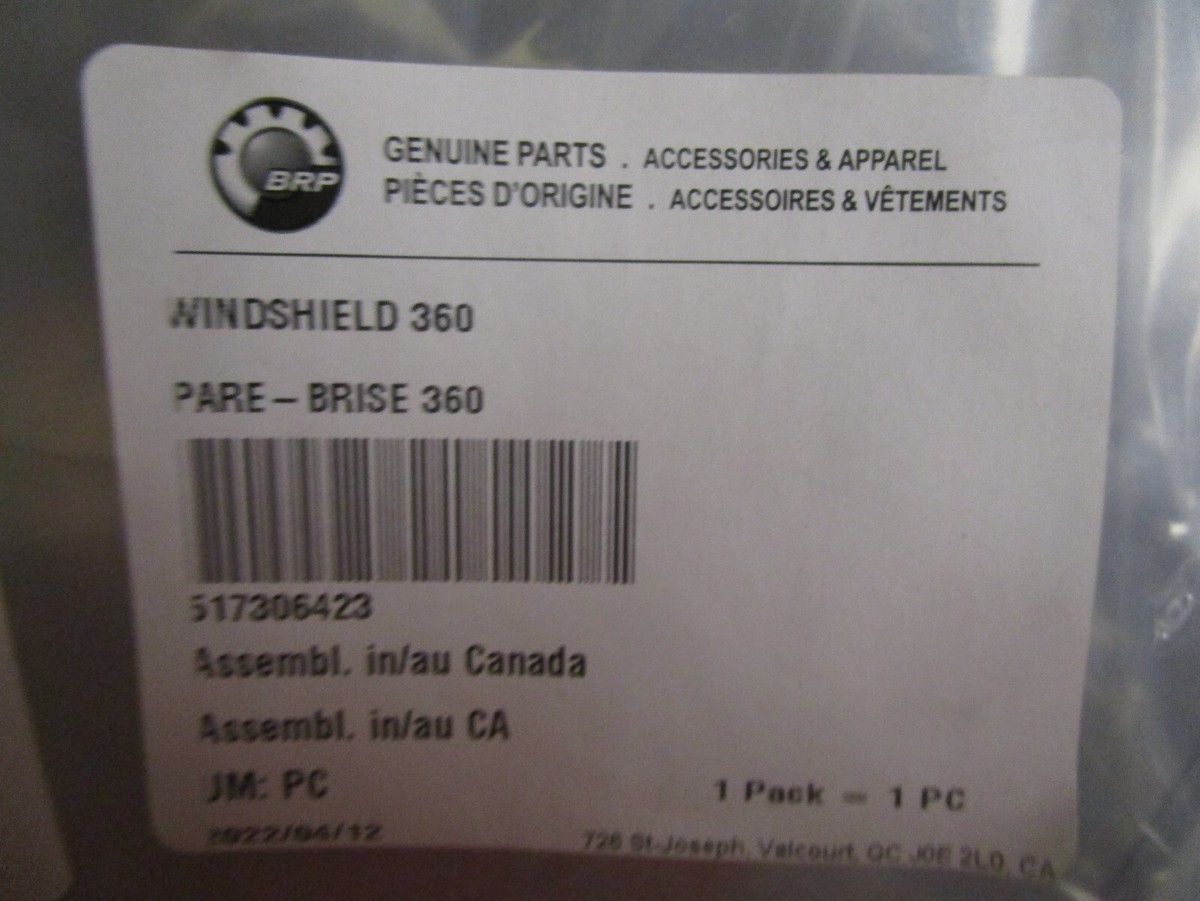 BRP
GENUINE PARTS . ACCESSORIES & APPAREL
PIÈCES D'ORIGINE . ACCESSOIRES & VÊTEMENTS
WINDSHIELD 360
PARE – BRISE 360
517306423
Assembl. in/au Canada
Assembl. in/au CA
UM: PC
1 Pack = 1 PC
2022/04/12
726 St-Joseph, Valcourt, QC J0E 2L0, CA